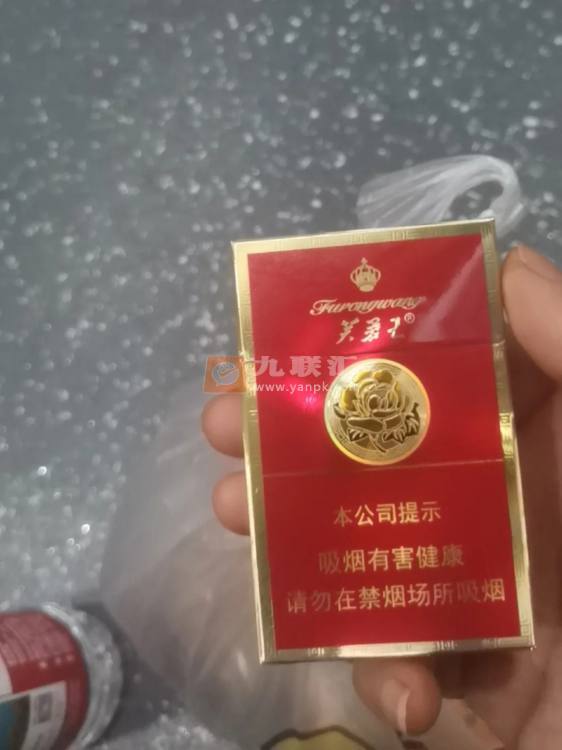 Furongwang
芙蓉王®
九联汇
www.yanpk.
本公司提示
吸烟有害健康
请勿在禁烟场所吸烟